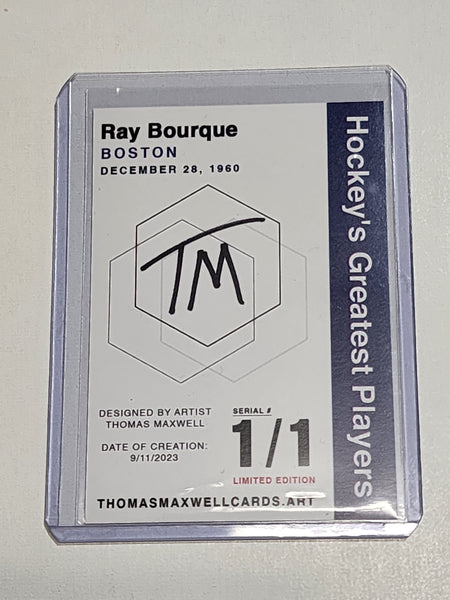 Ray Bourque
BOSTON
DECEMBER 28, 1960
TM
DESIGNED BY ARTIST
THOMAS MAXWELL
DATE OF CREATION:
9/11/2023
SERIAL #
1/1
LIMITED EDITION
THOMASMAXWELLCARDS.ART
Hockey's Greatest Players